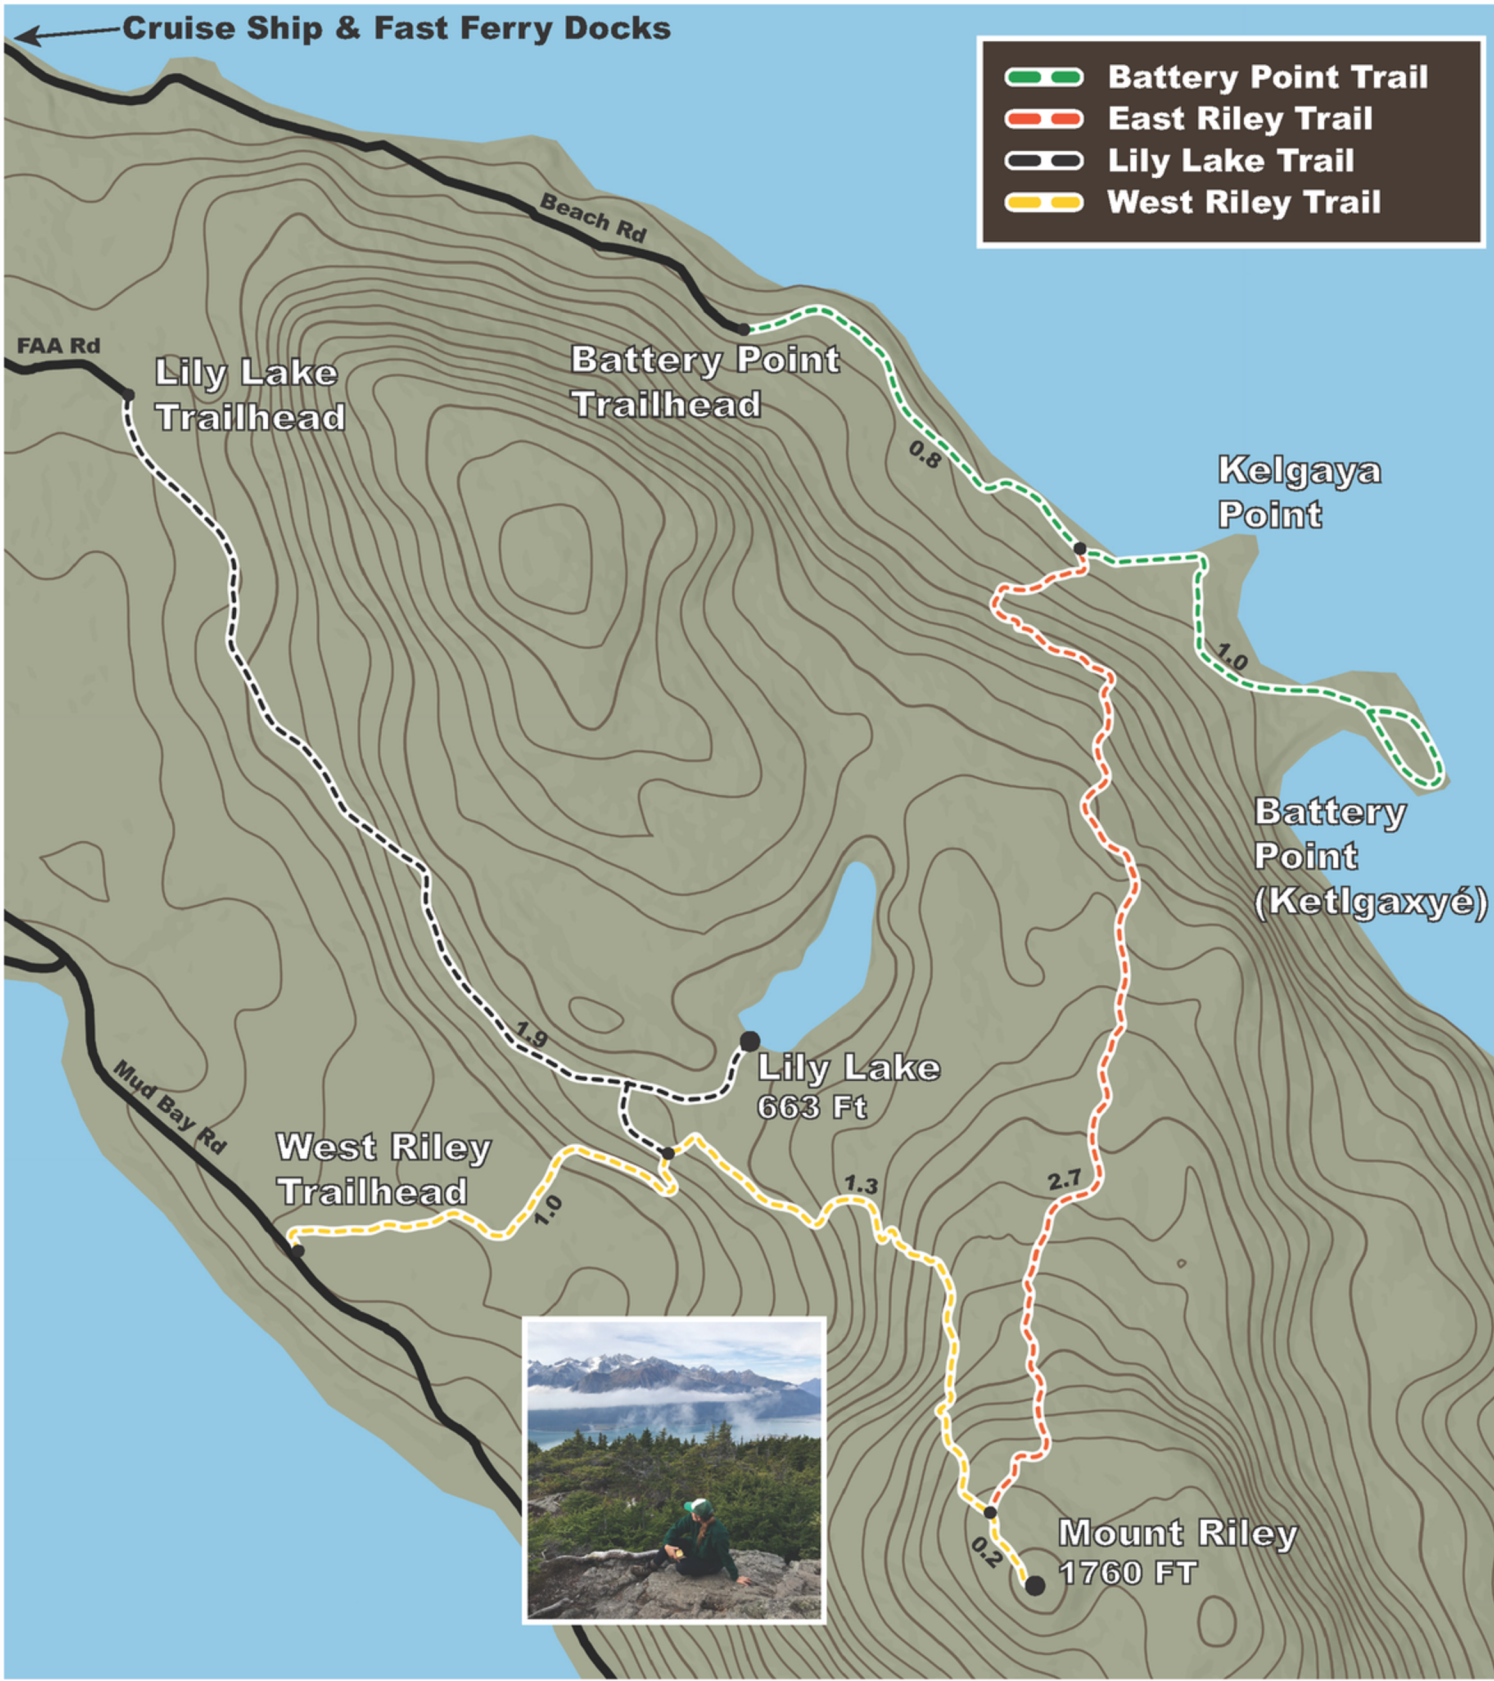 Cruise Ship & Fast Ferry Docks
Battery Point Trail
East Riley Trail
Lily Lake Trail
West Riley Trail
Beach Rd
FAA Rd
Lily Lake
Trailhead
Battery Point
Trailhead
0.8
Kelgaya
Point
1.0
Battery
Point
(Ketlgaxyé)
1.9
Lily Lake
663 Ft
Mud Bay Rd
West Riley
Trailhead
1.0
1.3
2.7
0.2
Mount Riley
1760 FT